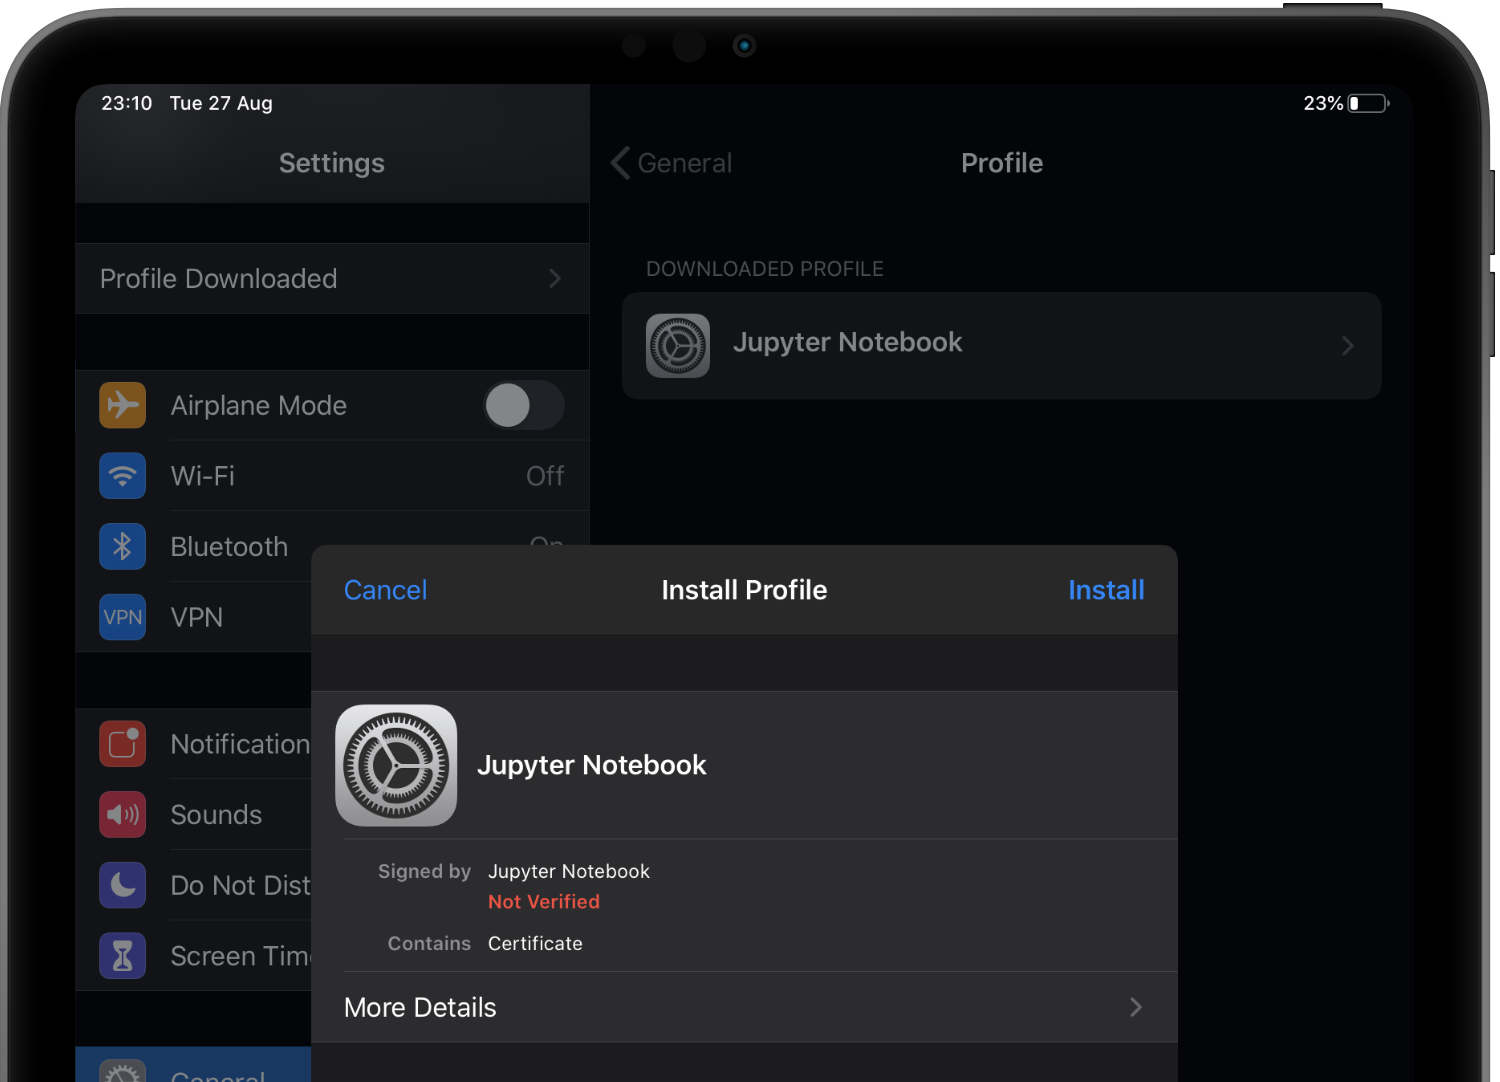 23:10 Tue 27 Aug
23%
Settings
General
Profile
Profile Downloaded
DOWNLOADED PROFILE
Jupyter Notebook
Airplane Mode
Wi-Fi Off
Bluetooth On
VPN VPN
Notification
Sounds
Do Not Dist
Screen Tim
General
Cancel
Install Profile
Install
Jupyter Notebook
Signed by Jupyter Notebook
Not Verified
Contains Certificate
More Details